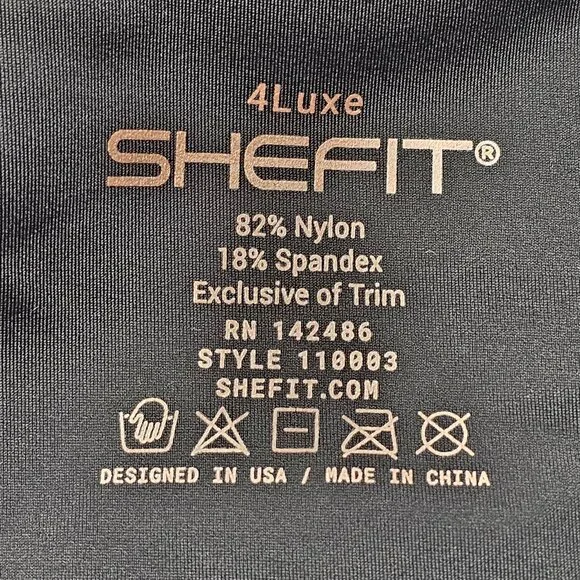 4Luxe
SHEFIT®
82% Nylon
18% Spandex
Exclusive of Trim
RN 142486
STYLE 110003
SHEFIT.COM
DESIGNED IN USA / MADE IN CHINA